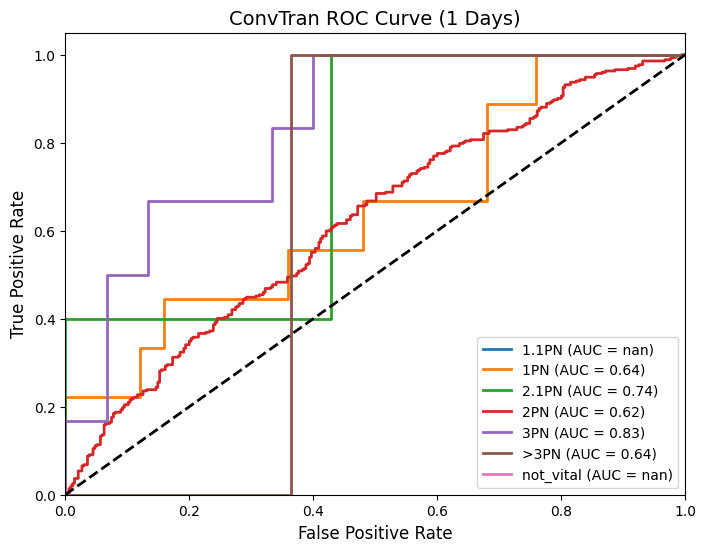 ConvTran ROC Curve (1 Days)
True Positive Rate
1.0
0.8
0.6
0.4
0.2
0.0
0.0 0.2 0.4 0.6 0.8 1.0
False Positive Rate
1.1PN (AUC = nan)
1PN (AUC = 0.64)
2.1PN (AUC = 0.74)
2PN (AUC = 0.62)
3PN (AUC = 0.83)
>3PN (AUC = 0.64)
not_vital (AUC = nan)